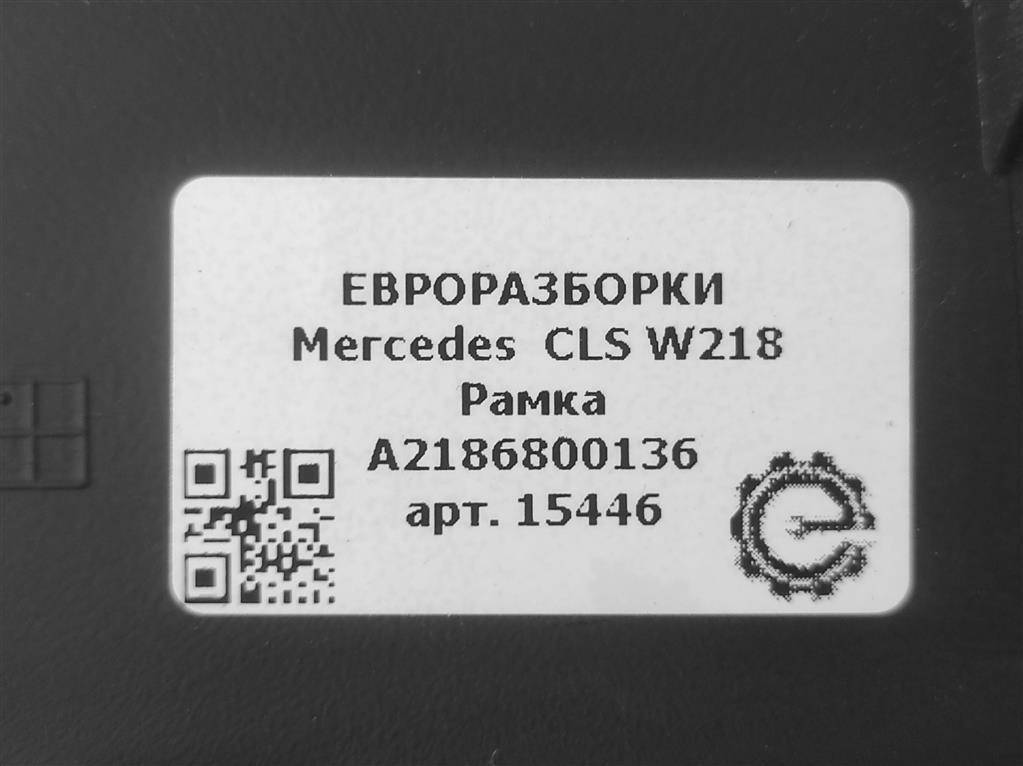 ЕВРОРАЗБОРКИ
Mercedes CLS W218
Рамка
A2186800136
арт. 15446